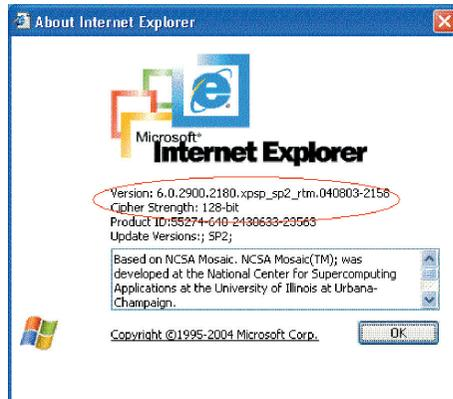 About Internet Explorer
Microsoft®
Internet Explorer
Version: 6.0.2900.2180.xpsp_sp2_rtm.040803-2158
Cipher Strength: 128-bit
Product ID:55274-640-2430633-23563
Update Versions:; SP2;
Based on NCSA Mosaic. NCSA Mosaic(TM); was
developed at the National Center for Supercomputing
Applications at the University of Illinois at Urbana-
Champaign.
Copyright ©1995-2004 Microsoft Corp.
OK